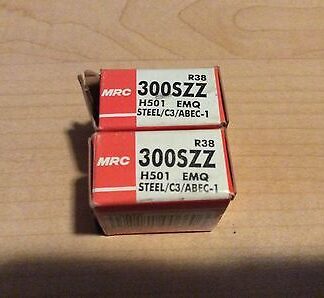 R38
MRC 300SZZ
H501 EMQ
STEEL/C3/ABEC-1
R38
MRC 300SZZ
H501 EMQ
STEEL/C3/ABEC-1